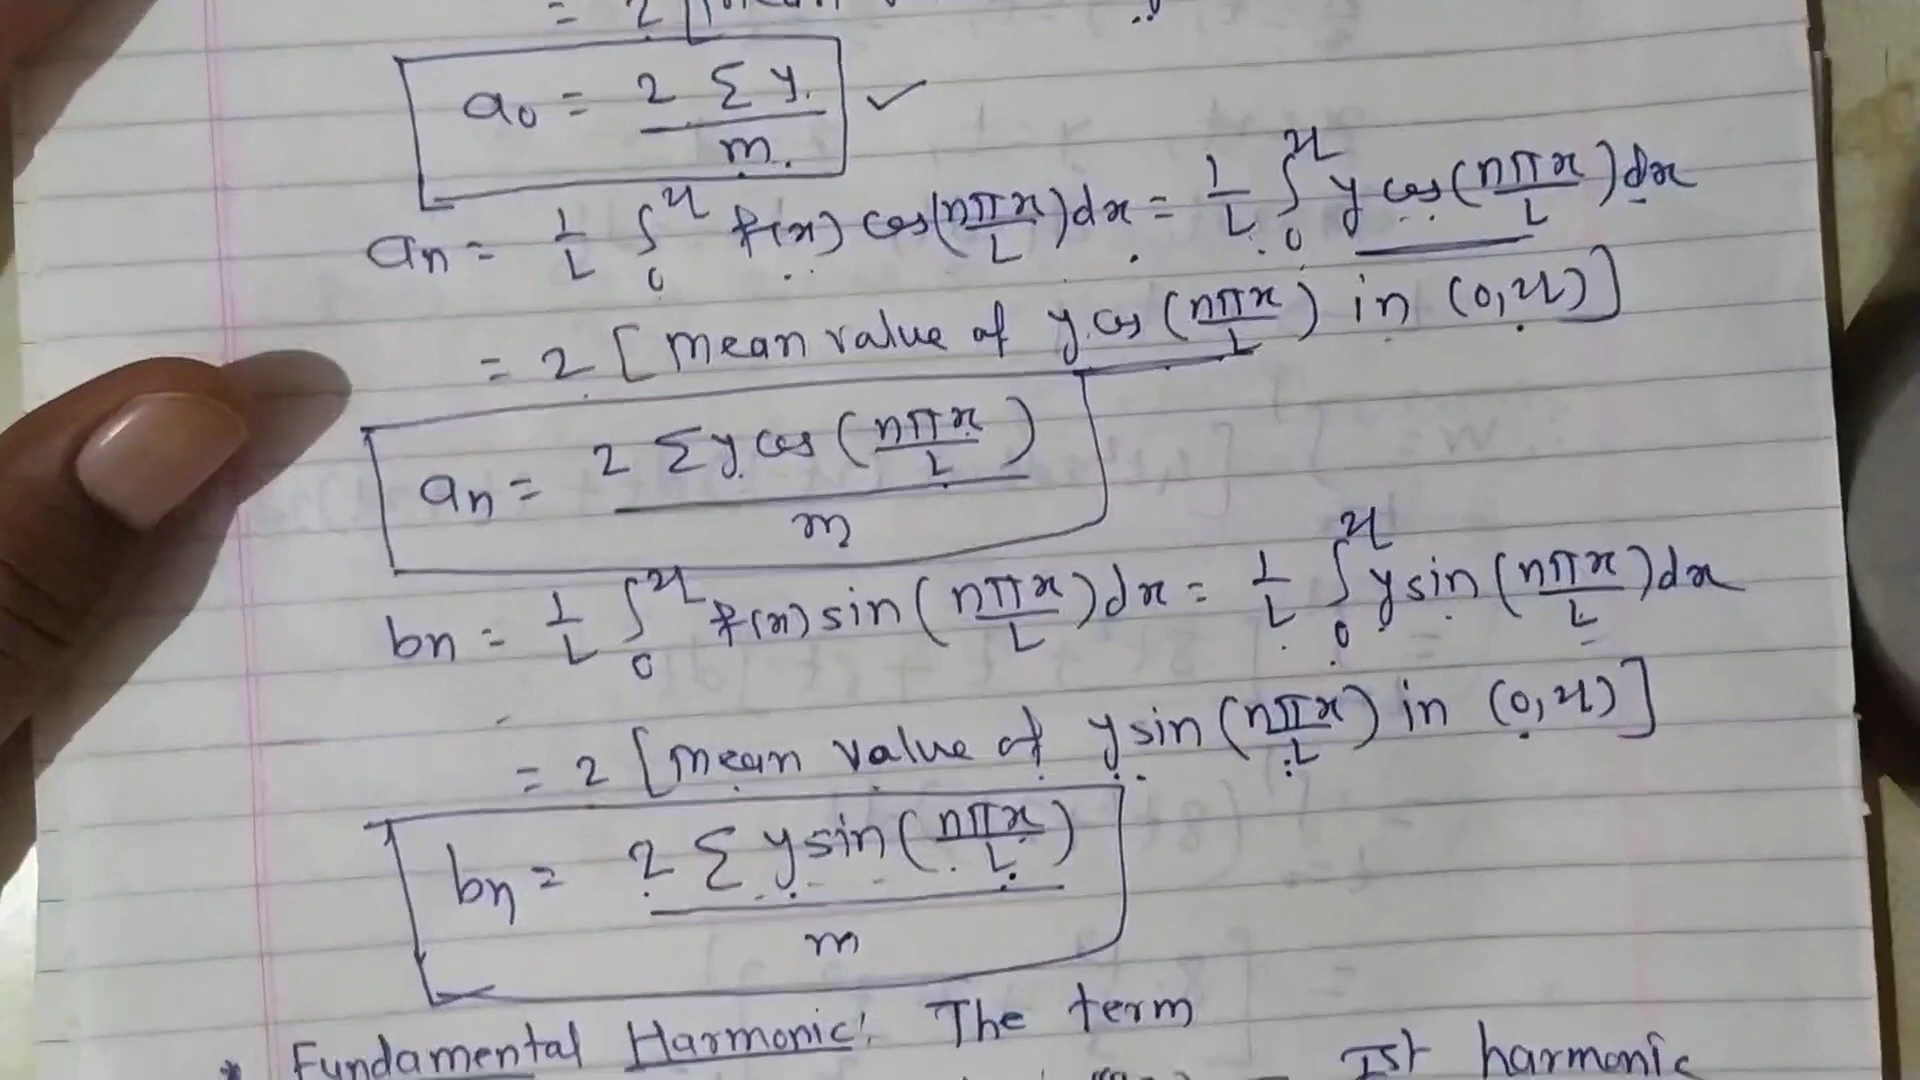 a0 = 2 Σy / m ✓
an = 1/L ∫₀^2L f(x) cos(nπx/L)dx = 1/L ∫₀^2L y cos(nπx/L)dx
= 2 [mean value of y cos (nπx/L) in (0,2L)]
an = 2 Σy cos (nπx/L) / m
bn = 1/L ∫₀^2L f(x) sin (nπx/L)dx = 1/L ∫₀^2L y sin (nπx/L)dx
= 2 [mean value of y sin (nπx/L) in (0,2L)]
bn = 2 Σ y sin (nπx/L) / m
* Fundamental Harmonic: The term
Ist harmonic